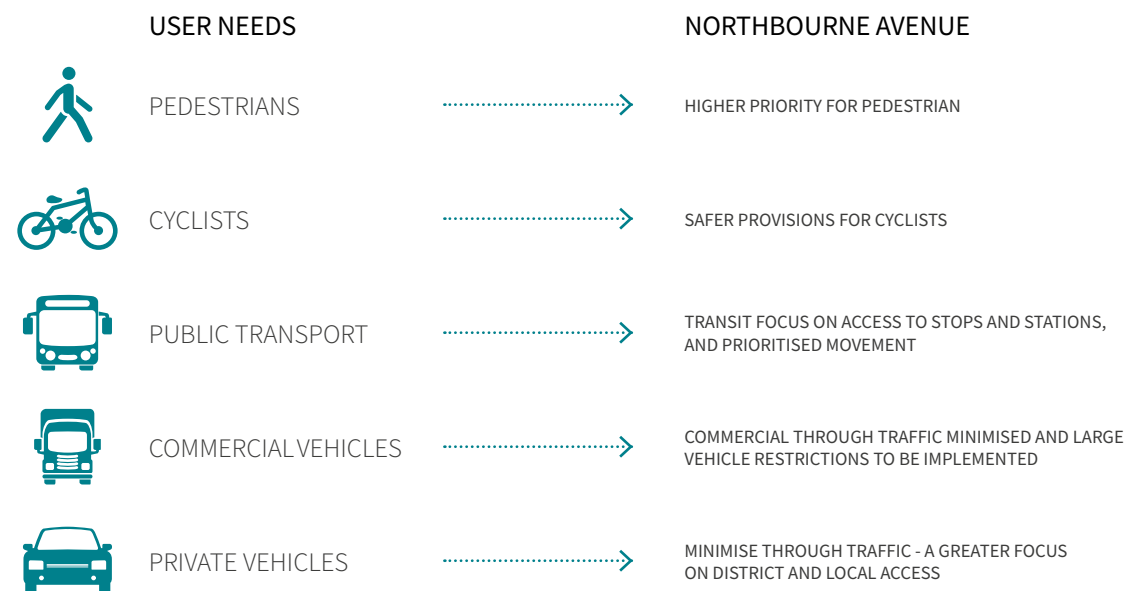 USER NEEDS
NORTHBOURNE AVENUE
PEDESTRIANS
HIGHER PRIORITY FOR PEDESTRIAN
CYCLISTS
SAFER PROVISIONS FOR CYCLISTS
PUBLIC TRANSPORT
TRANSIT FOCUS ON ACCESS TO STOPS AND STATIONS,
AND PRIORITISED MOVEMENT
COMMERCIAL VEHICLES
COMMERCIAL THROUGH TRAFFIC MINIMISED AND LARGE
VEHICLE RESTRICTIONS TO BE IMPLEMENTED
PRIVATE VEHICLES
MINIMISE THROUGH TRAFFIC - A GREATER FOCUS
ON DISTRICT AND LOCAL ACCESS